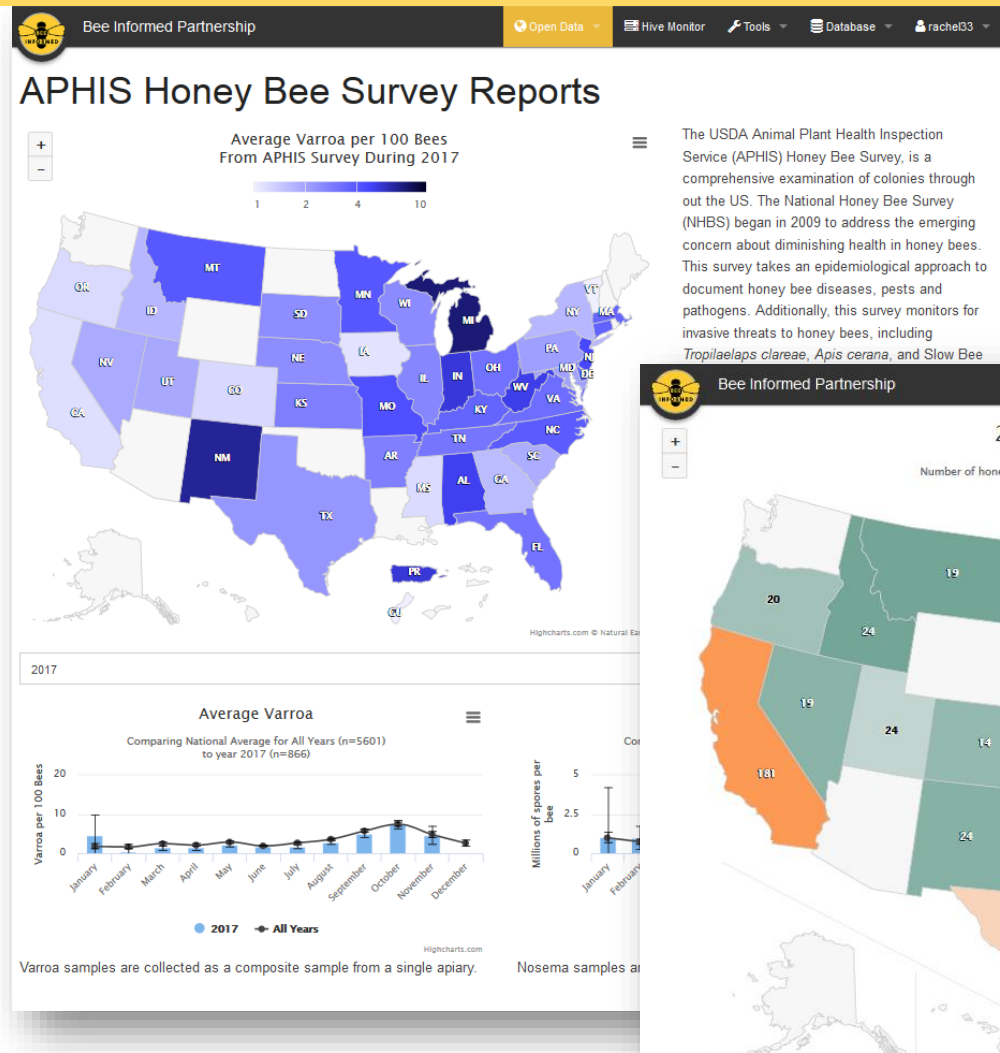 BEE
INFORMED
Bee Informed Partnership
Open Data
Hive Monitor
Tools
Database
rachel33
APHIS Honey Bee Survey Reports
+
−
Average Varroa per 100 Bees
From APHIS Survey During 2017
1 2 4 10
OR
ID
MT
NV
CA
UT
CO
NM
SD
NE
KS
TX
MN
IA
MO
AR
WI
IL
MS
MI
IN
OH
KY
TN
AL
GA
FL
SC
NC
VA
WV
PA
NY
VT
MA
MD
DE
PR
GU
Highcharts.com © Natural
The USDA Animal Plant Health Inspection
Service (APHIS) Honey Bee Survey, is a
comprehensive examination of colonies through
out the US. The National Honey Bee Survey
(NHBS) began in 2009 to address the emerging
concern about diminishing health in honey bees.
This survey takes an epidemiological approach to
document honey bee diseases, pests and
pathogens. Additionally, this survey monitors for
invasive threats to honey bees, including
Tropilaelaps clareae, Apis cerana, and Slow Bee
2017
Average Varroa
Comparing National Average for All Years (n=5601)
to year 2017 (n=866)
Varroa per 100 Bees
20
10
0
January
February
March
April
May
June
July
August
September
October
November
December
2017 All Years
Highcharts.com
Varroa samples are collected as a composite sample from a single apiary.
Millions of spores per
bee
5
2.5
0
January
Nosema samples
BEE
INFORMED
Bee Informed Partnership
+
−
Number of
20
19
24
19
24
14
181
24